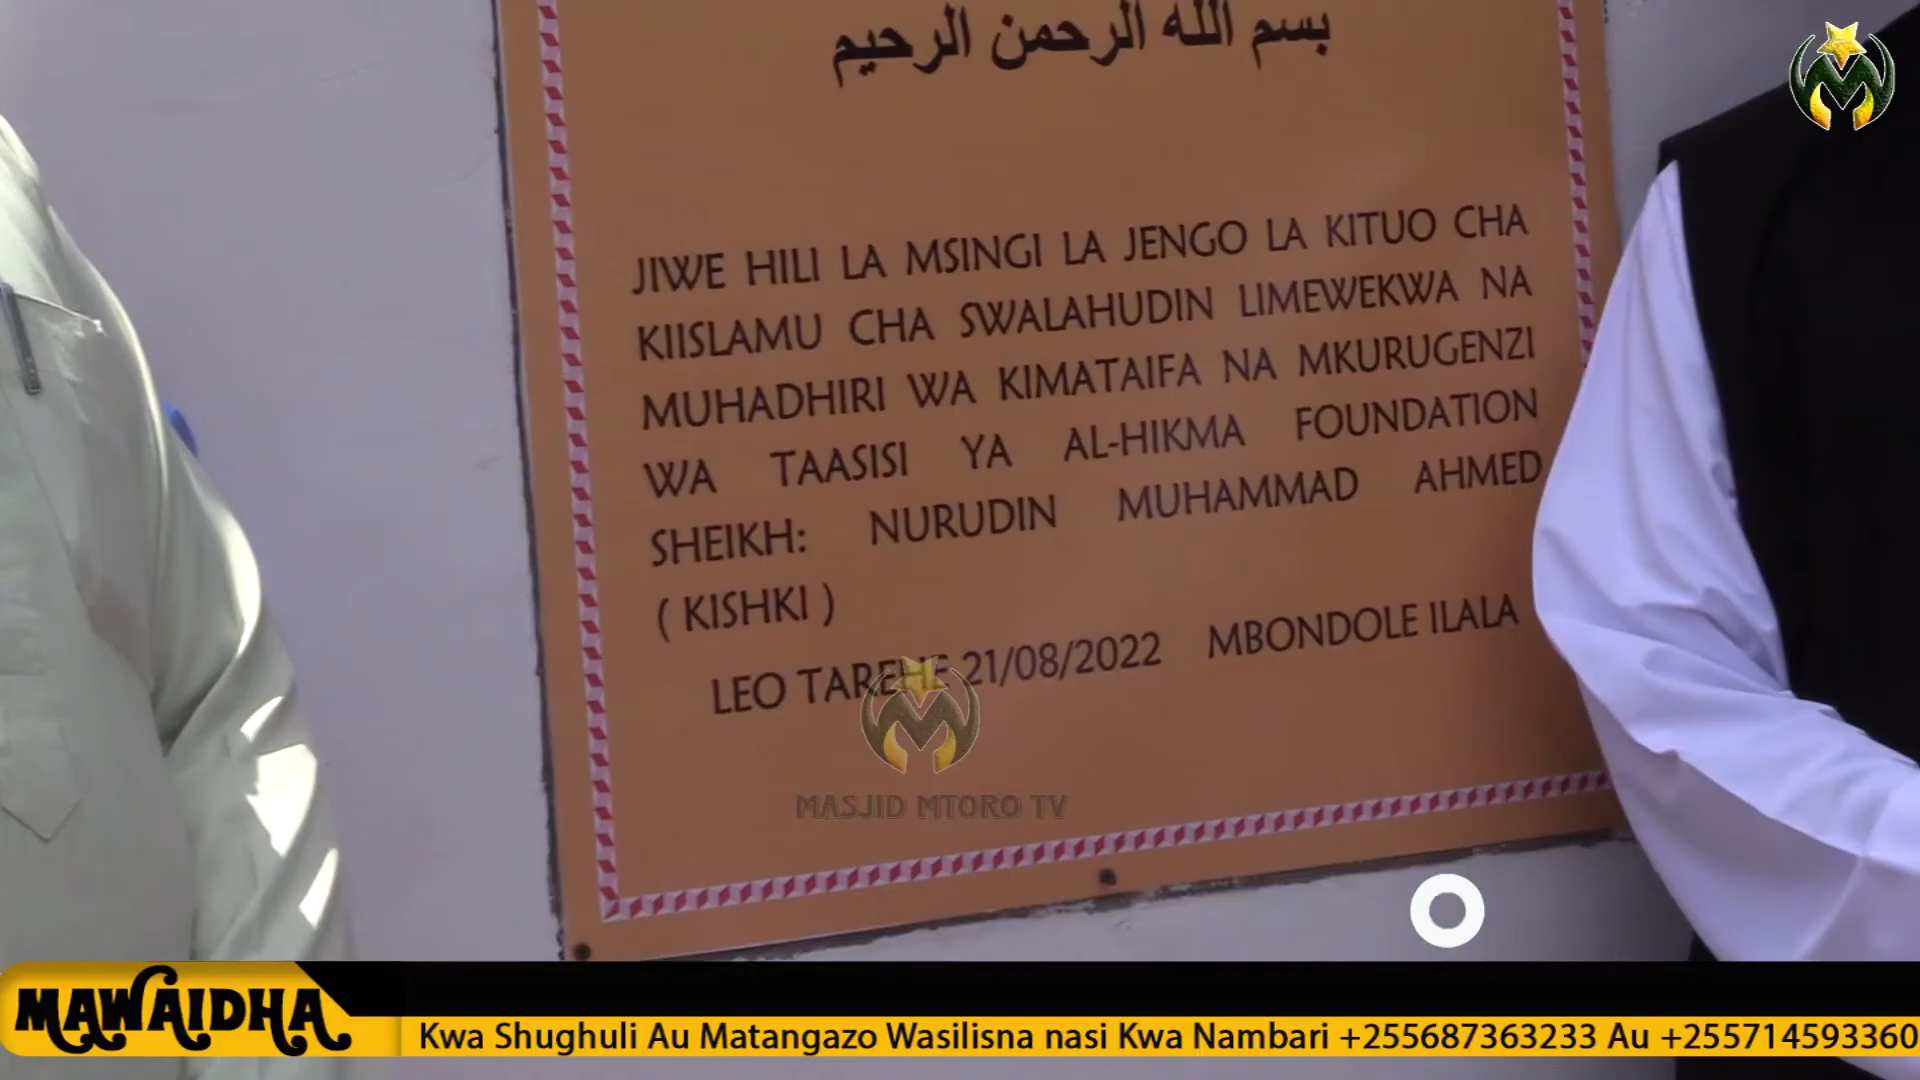 بسم الله الرحمن الرحيم
JIWE HILI LA MSINGI LA JENGO LA KITUO CHA
KIISLAMU CHA SWALAHUDIN LIMEWEKWA NA
MUHADHIRI WA KIMATAIFA NA MKURUGENZI
WA TAASISI YA AL-HIKMA FOUNDATION
SHEIKH: NURUDIN MUHAMMAD AHMED
( KISHKI )
LEO TAREHE 21/08/2022 MBONDOLE ILALA
MASJID MTORO TV
MAWAIDHA
Kwa Shughuli Au Matangazo Wasilisna nasi Kwa Nambari +255687363233 Au +255714593360